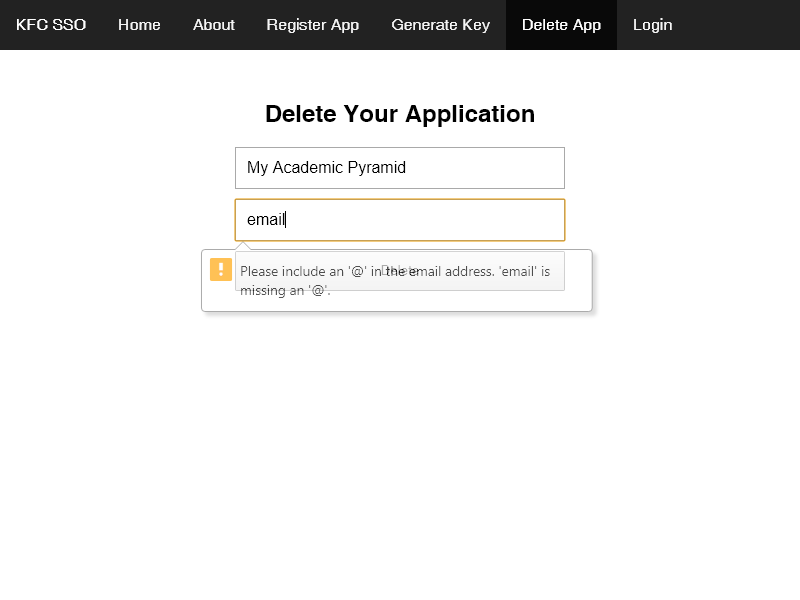 KFC SSO Home About Register App Generate Key Delete App Login
Delete Your Application
My Academic Pyramid
email
Delete
Please include an '@' in the email address. 'email' is
missing an '@'.